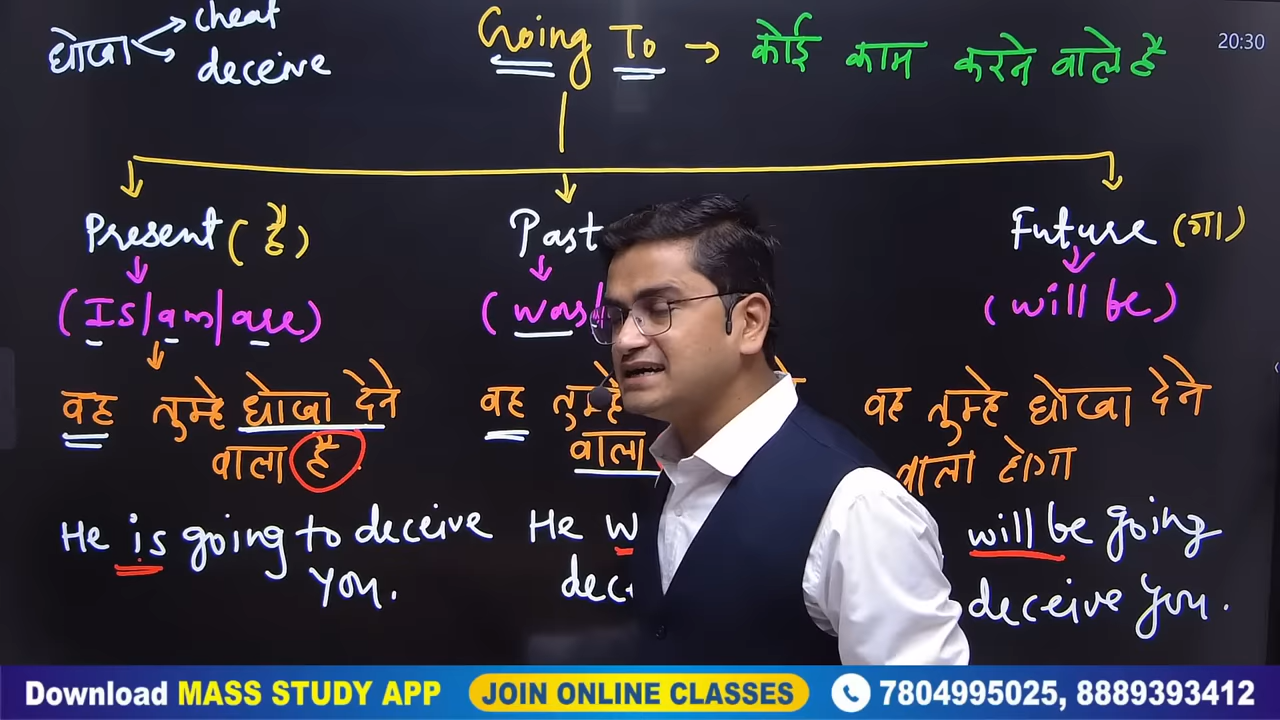 धोखा cheat
deceive
Going To → कोई काम करने वाले है
20:30
Present (है)
Past
Future (गा)
(Is/am/are)
(was/
(will be)
वह तुम्हे धोखा देने
वाला है
वह
वाला
वह तुम्हे धोखा देने
वाला होगा
He is going to deceive
You.
He
will be going
deceive You.
Download MASS STUDY APP JOIN ONLINE CLASSES 7804995025, 8889393412